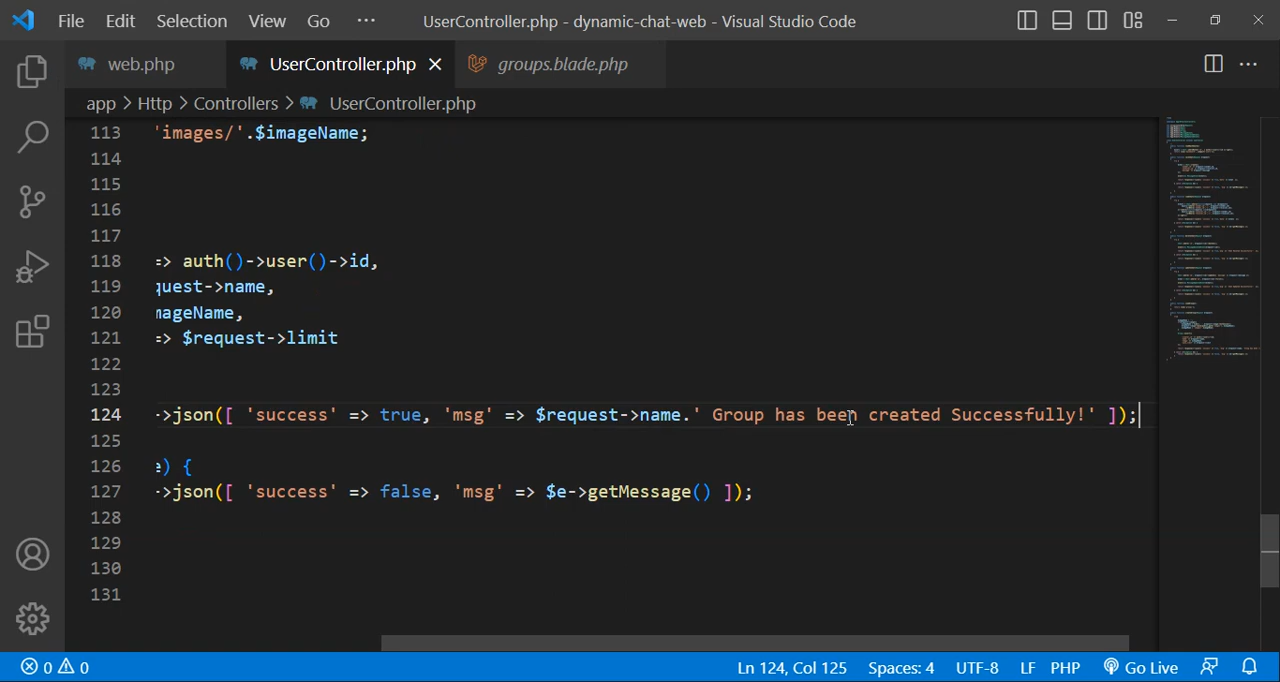 File Edit Selection View Go ··· UserController.php - dynamic-chat-web - Visual Studio Code
web.php UserController.php groups.blade.php
app > Http > Controllers > UserController.php
113 'images/'.$imageName;
114
115
116
117
118 => auth()->user()->id,
119 quest->name,
120 mageName,
121 => $request->limit
122
123
124 ->json([ 'success' => true, 'msg' => $request->name.' Group has been created Successfully!' ]);
125
126 e) {
127 ->json([ 'success' => false, 'msg' => $e->getMessage() ]);
128
129
130
131
0 0 Ln 124, Col 125 Spaces: 4 UTF-8 LF PHP Go Live